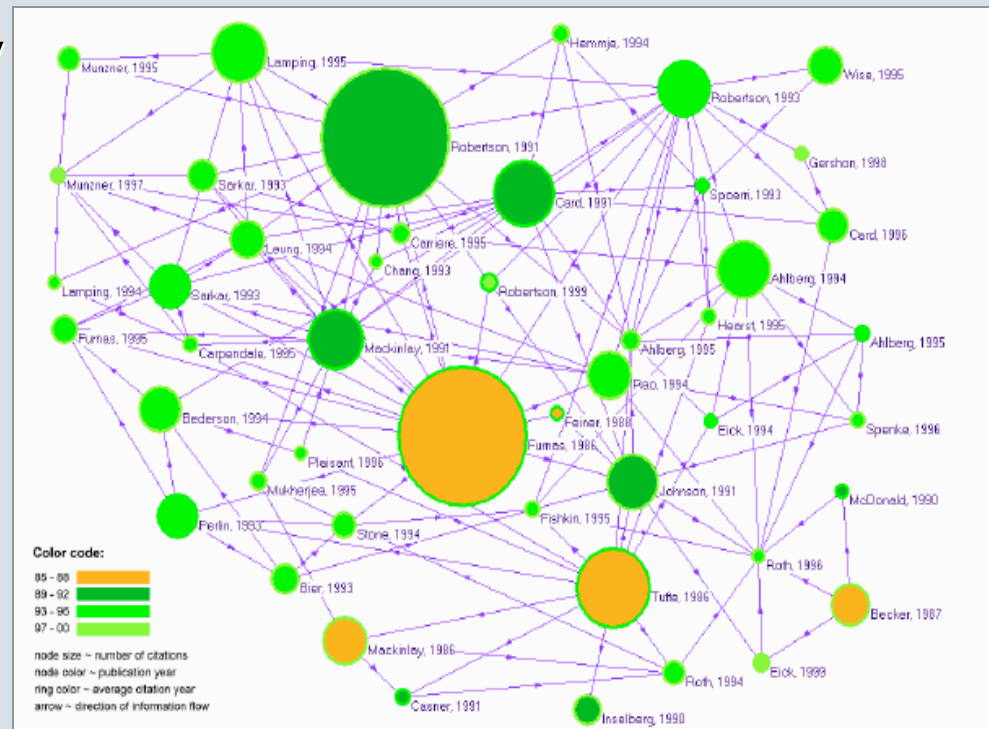 y
Hemmje, 1994
Munzner, 1995
Lamping, 1995
Wise, 1995
Robertson, 1993
Robertson, 1991
Gershon, 1998
Munzner, 1997
Sarkar, 1993
Card, 1991
Spoerri, 1993
Leung, 1994
Carriere, 1995
Card, 1996
Chang, 1993
Ahlberg, 1994
Lamping, 1994
Sarkar, 1993
Robertson, 1999
Hearst, 1995
Furnas, 1995
Carpendale, 1995
Mackinlay, 1991
Ahlberg, 1995
Ahlberg, 1995
Rao, 1994
Bederson, 1994
Feiner, 1988
Furnas, 1986
Eick, 1994
Spenke, 1996
Plaisant, 1996
Mukherjea, 1995
Johnson, 1991
McDonald, 1990
Perlin, 1993
Stone, 1994
Fishkin, 1995
Color code:
Roth, 1996
85 - 88
89 - 92
93 - 96
97 - 00
Bier, 1993
Tufte, 1986
Becker, 1987
node size ~ number of citations
node color ~ publication year
ring color ~ average citation year
arrow ~ direction of information flow
Mackinlay, 1986
Roth, 1994
Eick, 1999
Casner, 1991
Inselberg, 1990